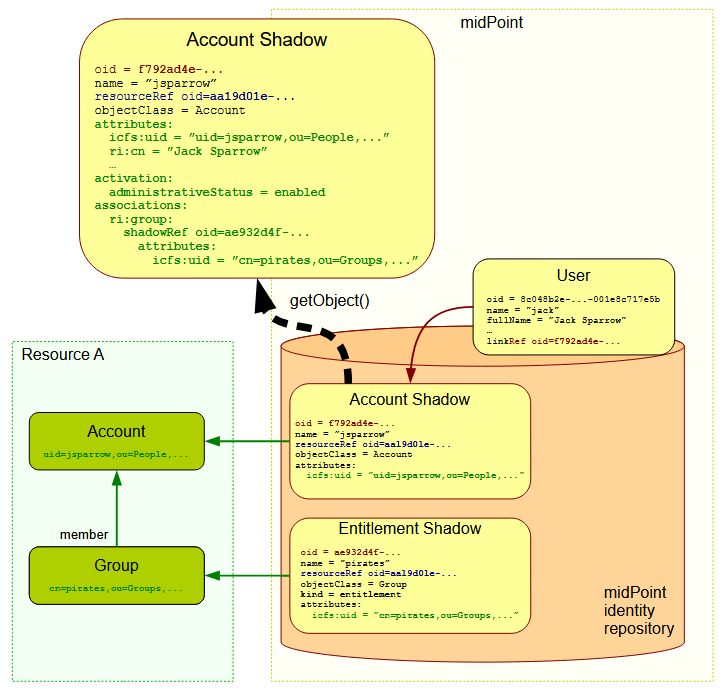 midPoint
Account Shadow
oid = f792ad4e-...
name = ”jsparrow”
resourceRef oid=aa19d01e-...
objectClass = Account
attributes:
icfs:uid = ”uid=jsparrow,ou=People,...”
ri:cn = ”Jack Sparrow”
…
activation:
administrativeStatus = enabled
associations:
ri:group:
shadowRef oid=ae932d4f-...
attributes:
icfs:uid = ”cn=pirates,ou=Groups,...”
getObject()
User
oid = 8c048b2e-...-001e8c717e5b
name = ”jack”
fullName = ”Jack Sparrow”
…
linkRef oid=f792ad4e-...
Resource A
Account
uid=jsparrow,ou=People,...
member
Group
cn=pirates,ou=Groups,...
Account Shadow
oid = f792ad4e-...
name = ”jsparrow”
resourceRef oid=aa19d01e-...
objectClass = Account
attributes:
icfs:uid = ”uid=jsparrow,ou=People,…”
Entitlement Shadow
oid = ae932d4f-...
name = ”pirates”
resourceRef oid=aa19d01e-...
objectClass = Group
kind = entitlement
attributes:
icfs:uid = ”cn=pirates,ou=Groups,...”
midPoint
identity
repository